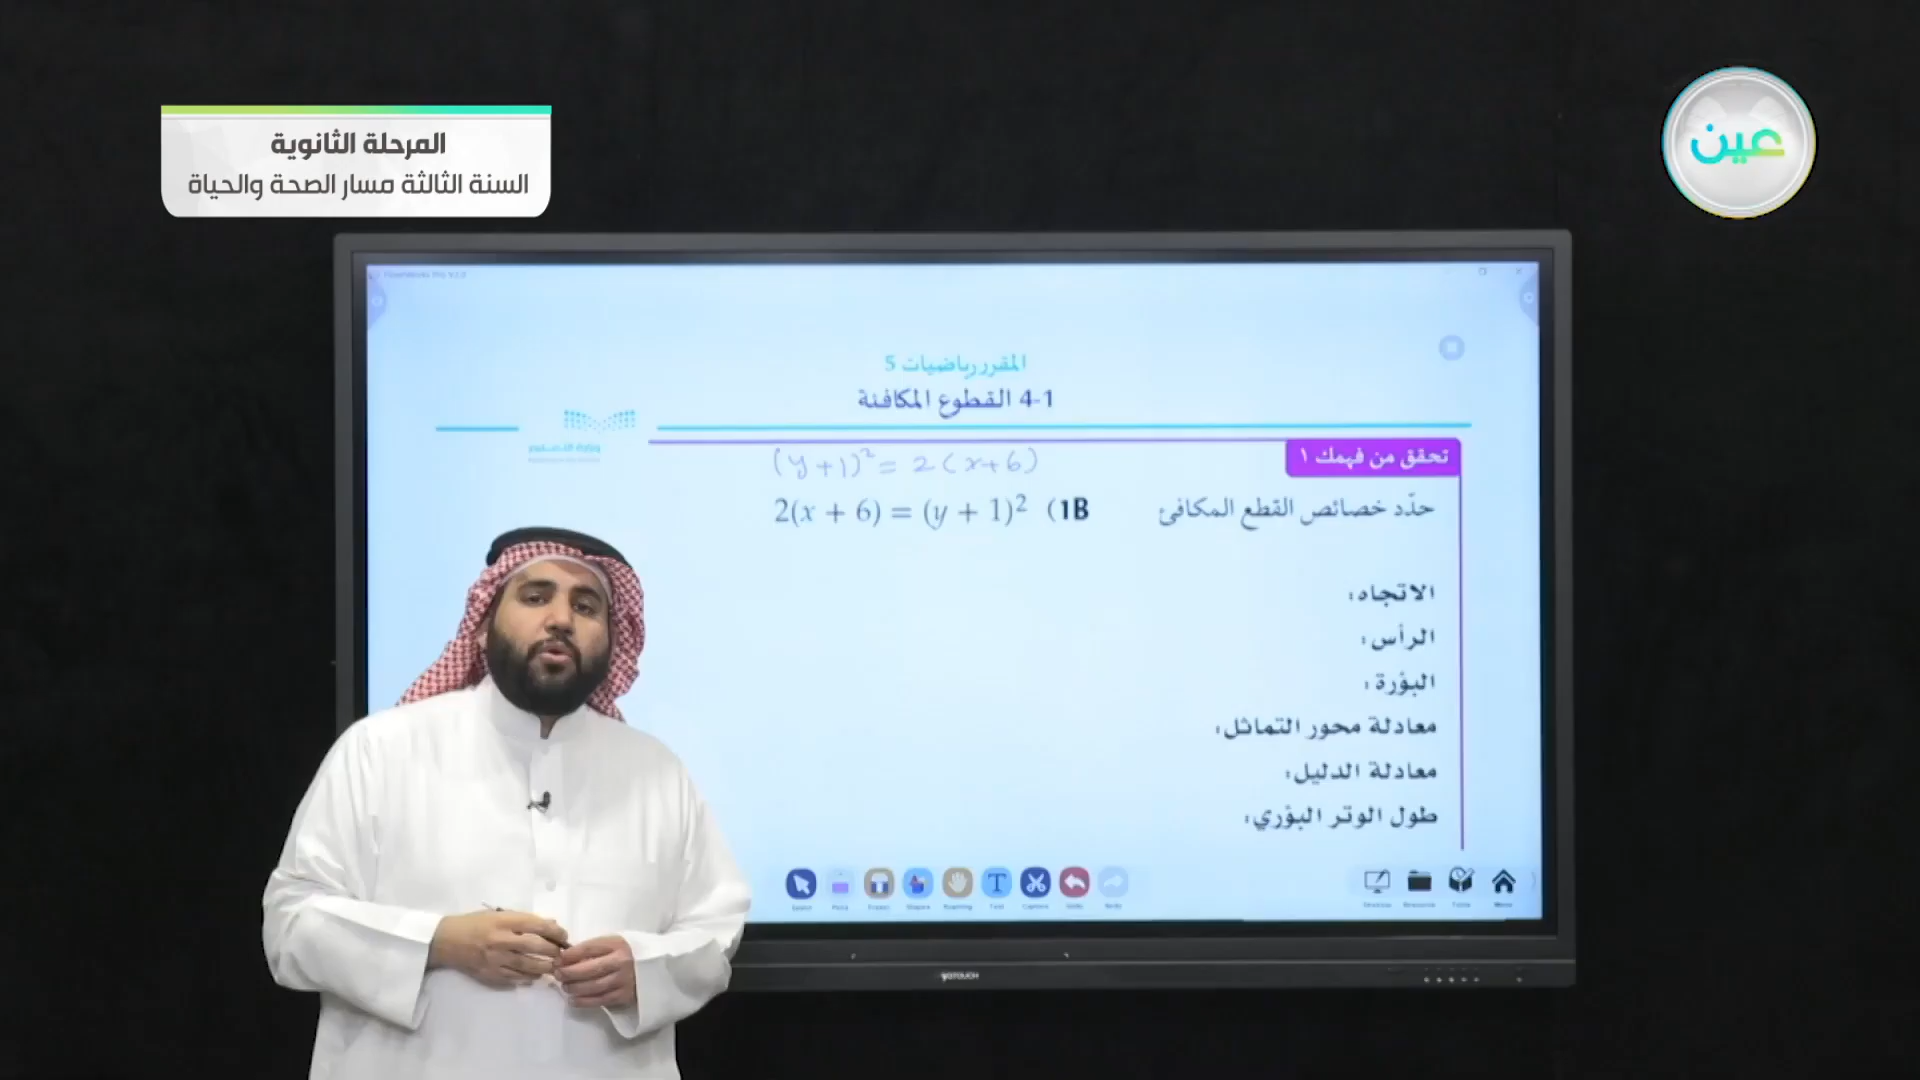 المرحلة الثانوية
السنة الثالثة مسار الصحة والحياة
عين
المقرر رياضيات 5
4-1 القطوع المكافئة
وزارة التعليم
تحقق من فهمك ١
(y+1)² = 2(x+6)
حدّد خصائص القطع المكافئ
2(x + 6) = (y + 1)² (1B
الاتجاه:
الرأس:
البؤرة:
معادلة محور التماثل:
معادلة الدليل:
طول الوتر البؤري: